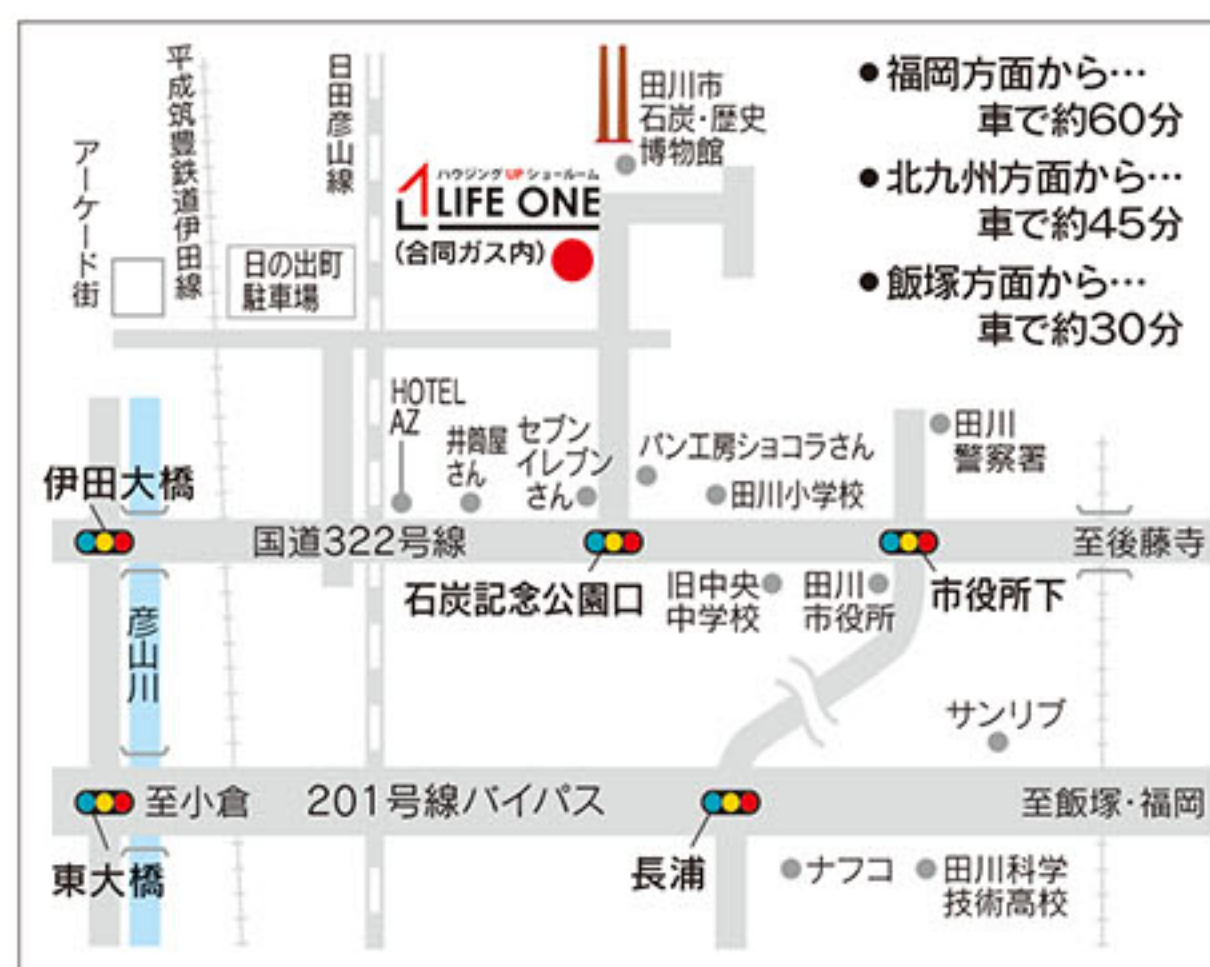 平成筑豊鉄道伊田線
日田彦山線
アーケード街
田川市
石炭・歴史
博物館
ハウジングUPショールーム
LIFE ONE
(合同ガス内)
日の出町
駐車場
●福岡方面から…
車で約60分
●北九州方面から…
車で約45分
●飯塚方面から…
車で約30分
HOTEL
AZ
井筒屋
さん
セブン
イレブン
さん
パン工房ショコラさん
田川小学校
田川
警察署
伊田大橋
国道322号線
至後藤寺
石炭記念公園口
旧中央
中学校
田川
市役所
市役所下
彦山川
サンリブ
至小倉
201号線バイパス
至飯塚・福岡
東大橋
長浦
ナフコ
田川科学
技術高校